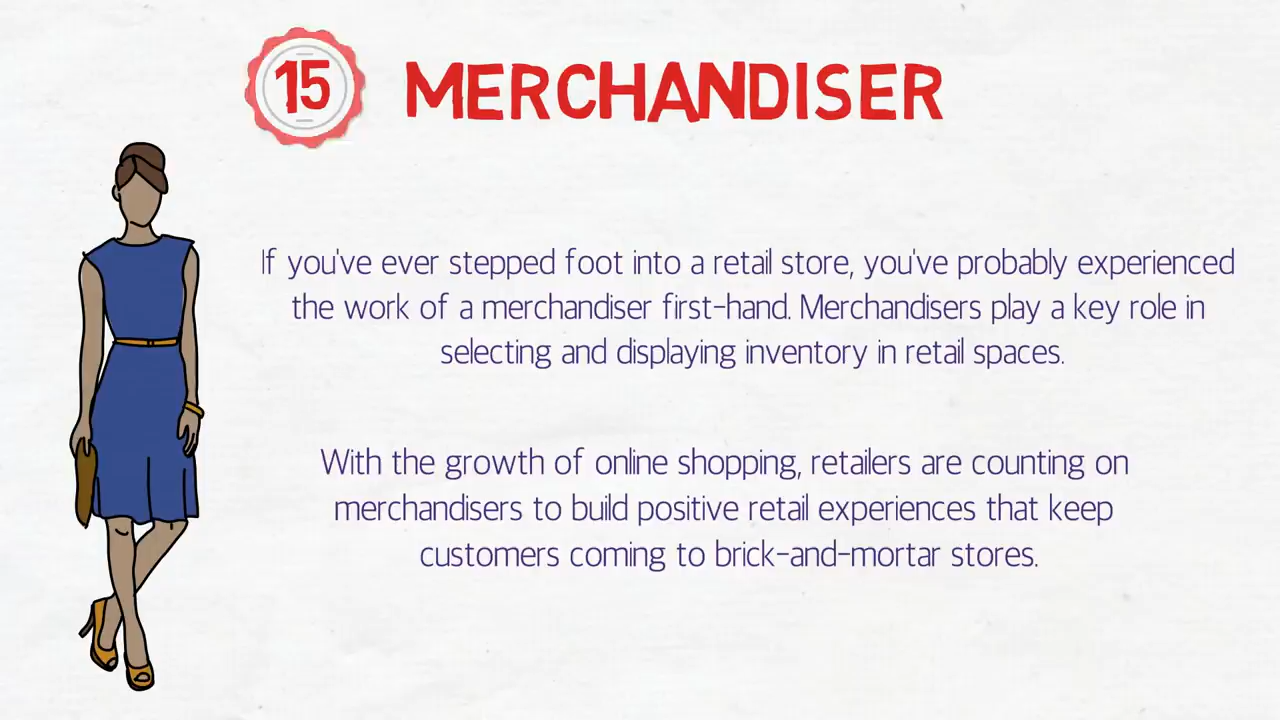 15 MERCHANDISER
If you've ever stepped foot into a retail store, you've probably experienced
the work of a merchandiser first-hand. Merchandisers play a key role in
selecting and displaying inventory in retail spaces.
With the growth of online shopping, retailers are counting on
merchandisers to build positive retail experiences that keep
customers coming to brick-and-mortar stores.